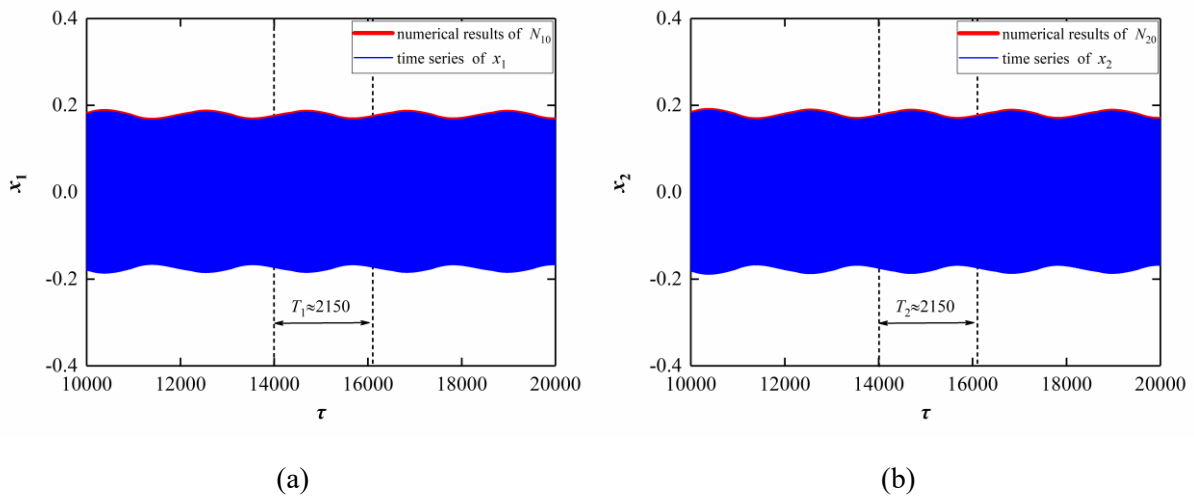 0.4
0.2
0.0
-0.2
-0.4
x1
numerical results of N10
time series of x1
T1≈2150
10000 12000 14000 16000 18000 20000
τ
(a)
0.4
0.2
0.0
-0.2
-0.4
x2
numerical results of N20
time series of x2
T2≈2150
10000 12000 14000 16000 18000 20000
τ
(b)